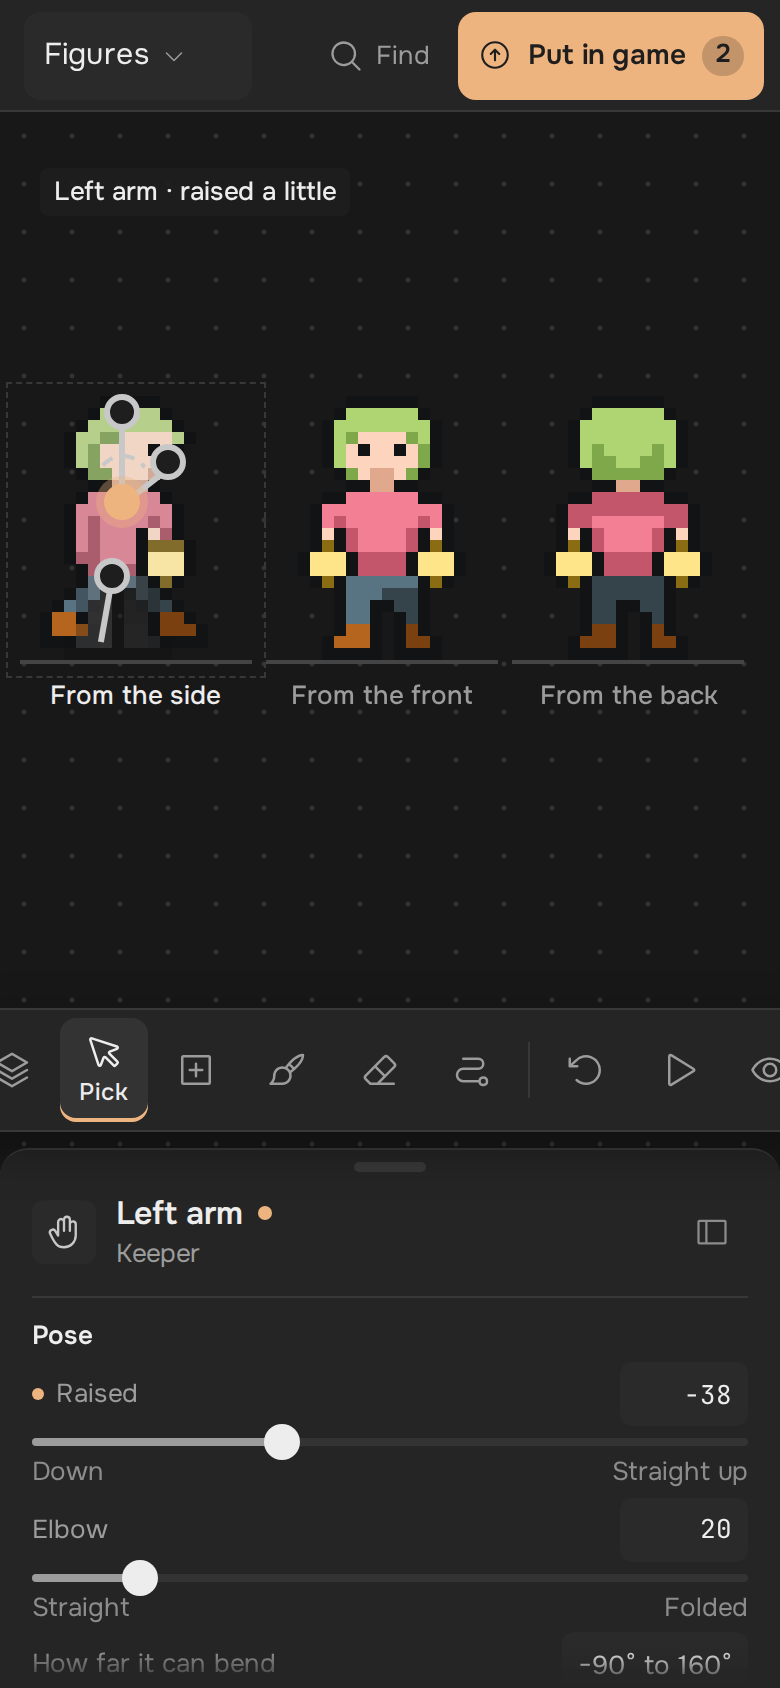 Figures
Find
Put in game 2
Left arm · raised a little
From the side
From the front
From the back
Pick
Left arm
Keeper
Pose
Raised
-38
Down
Straight up
Elbow
20
Straight
Folded
How far it can bend
-90° to 160°